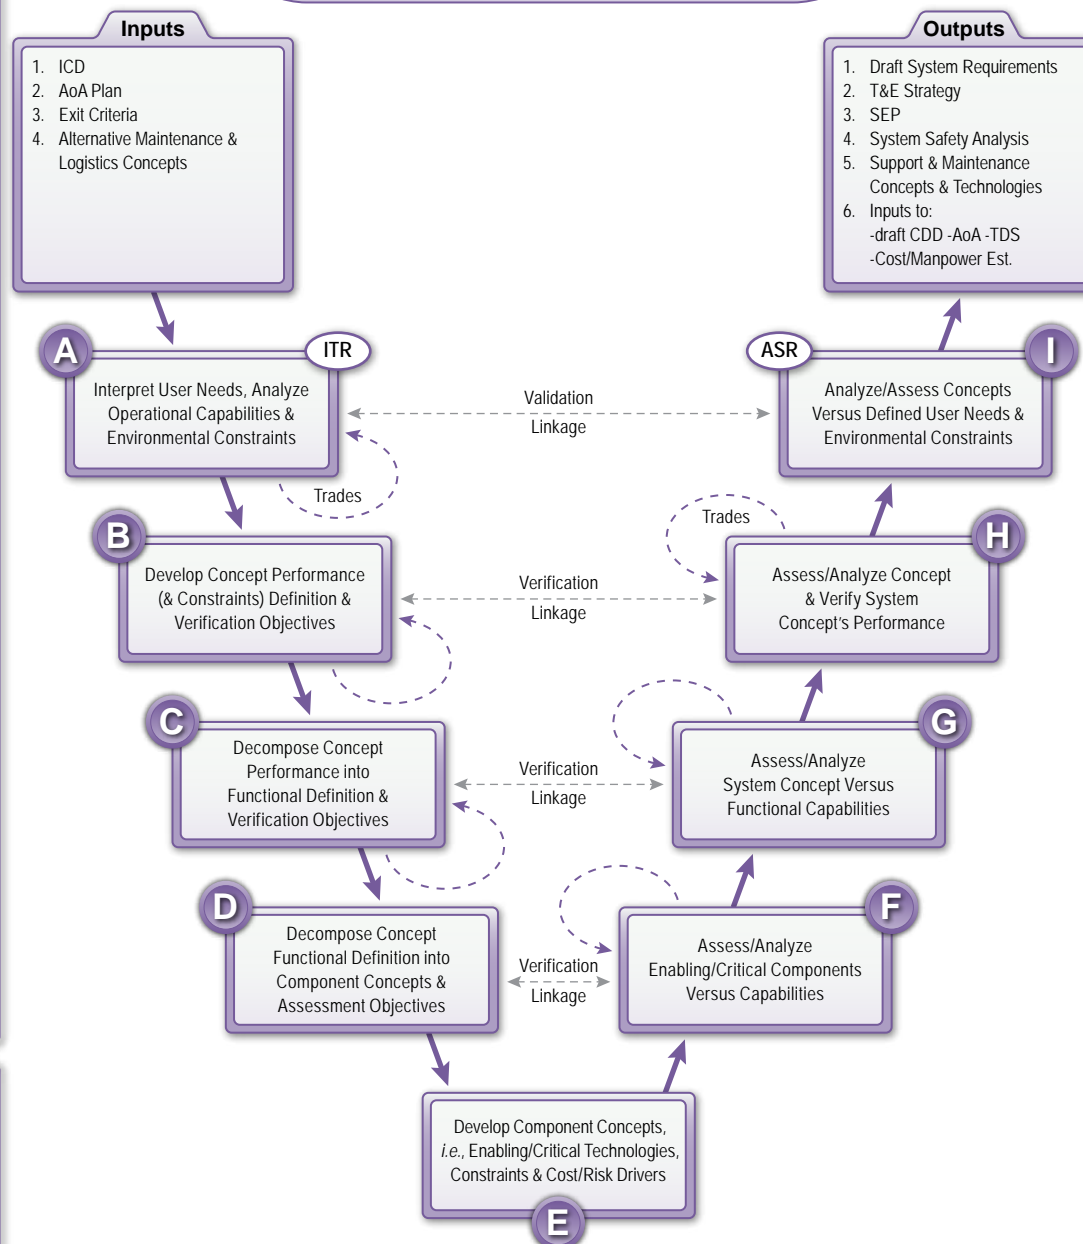 Inputs
1. ICD
2. AoA Plan
3. Exit Criteria
4. Alternative Maintenance &
Logistics Concepts
Outputs
1. Draft System Requirements
2. T&E Strategy
3. SEP
4. System Safety Analysis
5. Support & Maintenance
Concepts & Technologies
6. Inputs to:
-draft CDD -AoA -TDS
-Cost/Manpower Est.
A
ITR
Interpret User Needs, Analyze
Operational Capabilities &
Environmental Constraints
Trades
Validation
Linkage
ASR
I
Analyze/Assess Concepts
Versus Defined User Needs &
Environmental Constraints
B
Develop Concept Performance
(& Constraints) Definition &
Verification Objectives
Verification
Linkage
Trades
H
Assess/Analyze Concept
& Verify System
Concept's Performance
C
Decompose Concept
Performance into
Functional Definition &
Verification Objectives
Verification
Linkage
G
Assess/Analyze
System Concept Versus
Functional Capabilities
D
Decompose Concept
Functional Definition into
Component Concepts &
Assessment Objectives
Verification
Linkage
F
Assess/Analyze
Enabling/Critical Components
Versus Capabilities
Develop Component Concepts,
i.e., Enabling/Critical Technologies,
Constraints & Cost/Risk Drivers
E